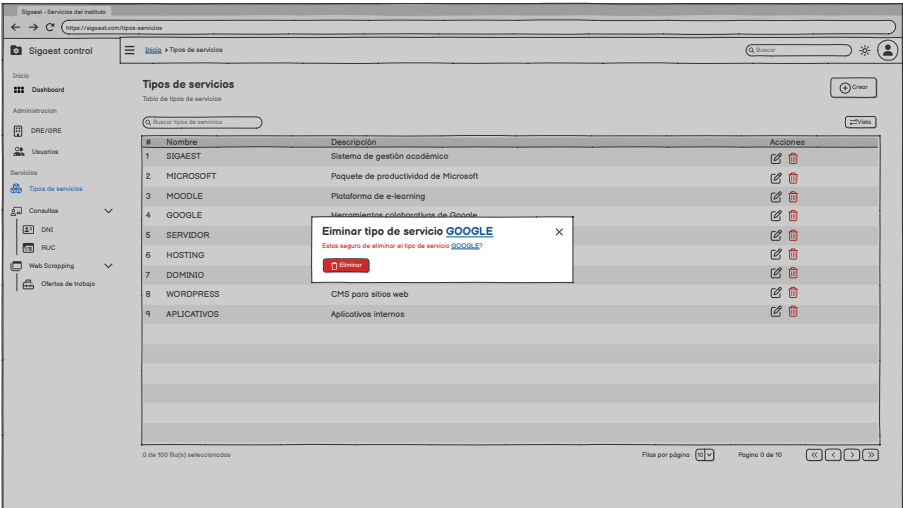 Sigaest - Servicios del instituto
https://sigaest.com/tipos-servicios
Sigaest control
Inicio > Tipos de servicios
Buscar
Inicio
Dashboard
Administracion
DRE/GRE
Usuarios
Servicios
Tipos de servicios
Consultas
DNI
RUC
Web Scrapping
Ofertas de trabajo
Tipos de servicios
Tabla de tipos de servicios
Crear
Buscar tipos de servicios
Vista
# Nombre Descripción Acciones
1 SIGAEST Sistema de gestión académico
2 MICROSOFT Paquete de productividad de Microsoft
3 MOODLE Plataforma de e-learning
4 GOOGLE Herramientas colaborativas de Google
5 SERVIDOR
6 HOSTING
7 DOMINIO
8 WORDPRESS CMS para sitios web
9 APLICATIVOS Aplicativos internos
Eiminar tipo de servicio GOOGLE
Estas seguro de eliminar el tipo de servicio GOOGLE?
Eliminar
0 de 100 fila(s) seleccionadas
Filas por página 10
Pagina 0 de 10